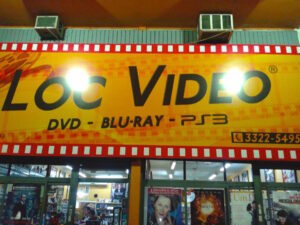 LOC VIDEO®
DVD - BLU-RAY - PS3
3322-5495